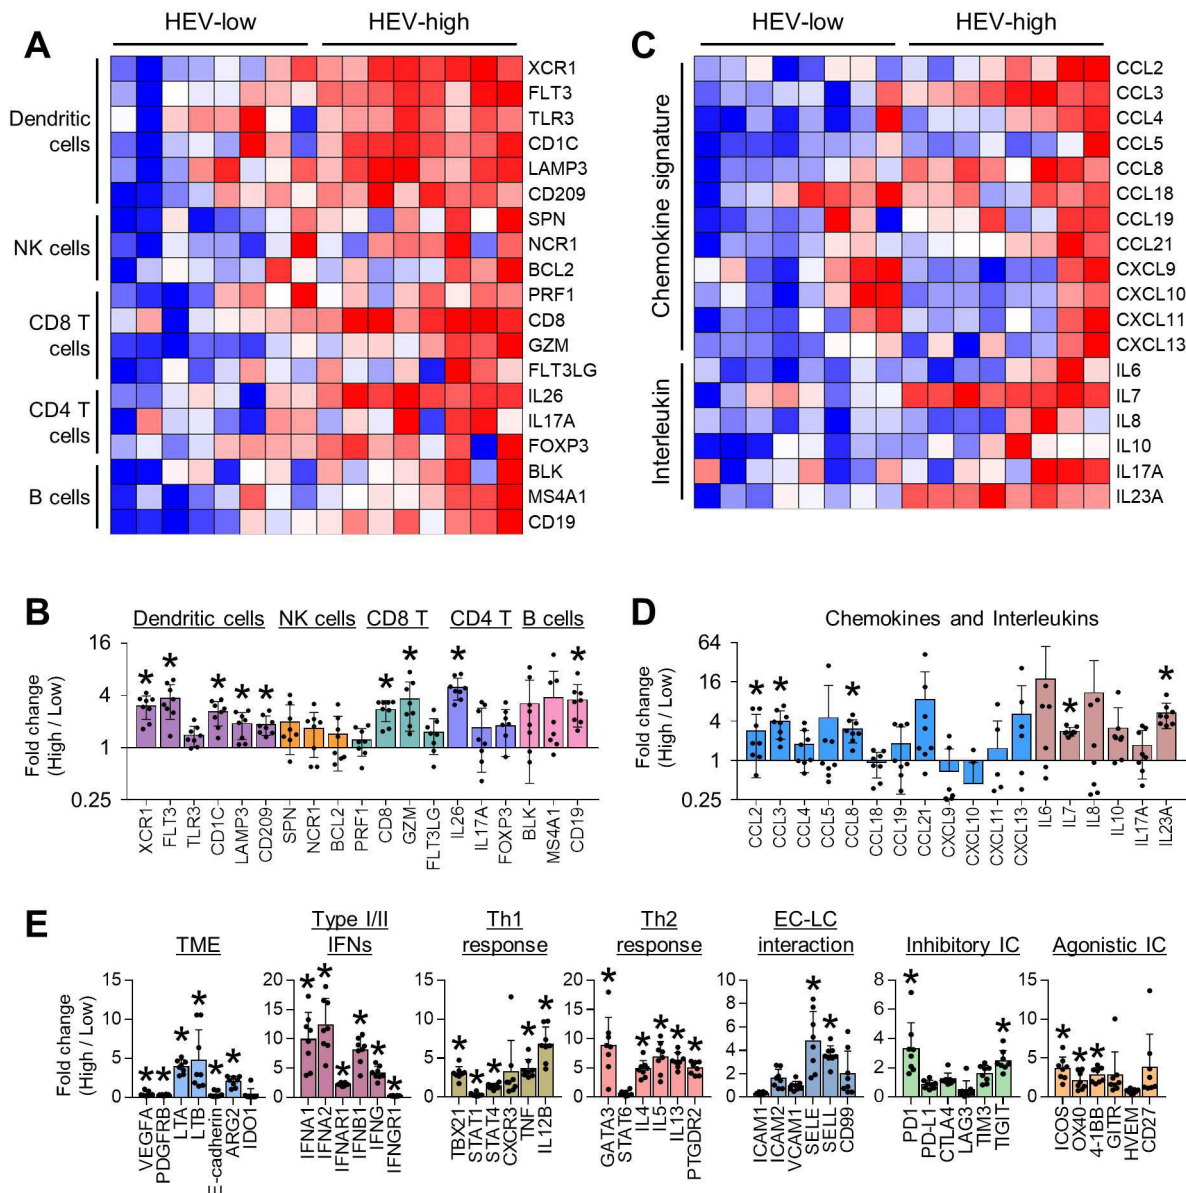 A
HEV-low
HEV-high
Dendritic
cells
NK cells
CD8 T
cells
CD4 T
cells
B cells
XCR1
FLT3
TLR3
CD1C
LAMP3
CD209
SPN
NCR1
BCL2
PRF1
CD8
GZM
FLT3LG
IL26
IL17A
FOXP3
BLK
MS4A1
CD19
C
HEV-low
HEV-high
Chemokine signature
Interleukin
CCL2
CCL3
CCL4
CCL5
CCL8
CCL18
CCL19
CCL21
CXCL9
CXCL10
CXCL11
CXCL13
IL6
IL7
IL8
IL10
IL17A
IL23A
B
Dendritic cells NK cells CD8 T CD4 T B cells
Fold change
(High / Low)
16
4
1
0.25
* * * * * * * * *
XCR1 FLT3 TLR3 CD1C LAMP3 CD209 SPN NCR1 BCL2 PRF1 CD8 GZM FLT3LG IL26 IL17A FOXP3 BLK MS4A1 CD19
D
Chemokines and Interleukins
Fold change
(High / Low)
64
16
4
1
0.25
* * * * *
CCL2 CCL3 CCL4 CCL5 CCL8 CCL18 CCL19 CCL21 CXCL9 CXCL10 CXCL11 CXCL13 IL6 IL7 IL8 IL10 IL17A IL23A
E
Fold change
(High / Low)
TME
15
10
5
0
* * * * * *
VEGFA PDGFRB LTA LTB E-cadherin ARG2 IDO1
Type I/II
IFNs
20
15
10
5
0
* * * * * *
IFNA1 IFNA2 IFNAR1 IFNB1 IFNG IFNGR1
Th1
response
15
10
5
0
* * * * *
TBX21 STAT1 STAT4 CXCR3 TNF IL12B
Th2
response
20
15
10
5
0
* * * * *
GATA3 STAT6 IL4 IL5 IL13 PTGDR2
EC-LC
interaction
10
8
6
4
2
0
* *
ICAM1 ICAM2 VCAM1 SELE SELL CD99
Inhibitory IC
8
6
4
2
0
* *
PD1 PD-L1 CTLA4 LAG3 TIM3 TIGIT
Agonistic IC
15
10
5
0
* * *
ICOS OX40 4-1BB GITR HVEM CD27